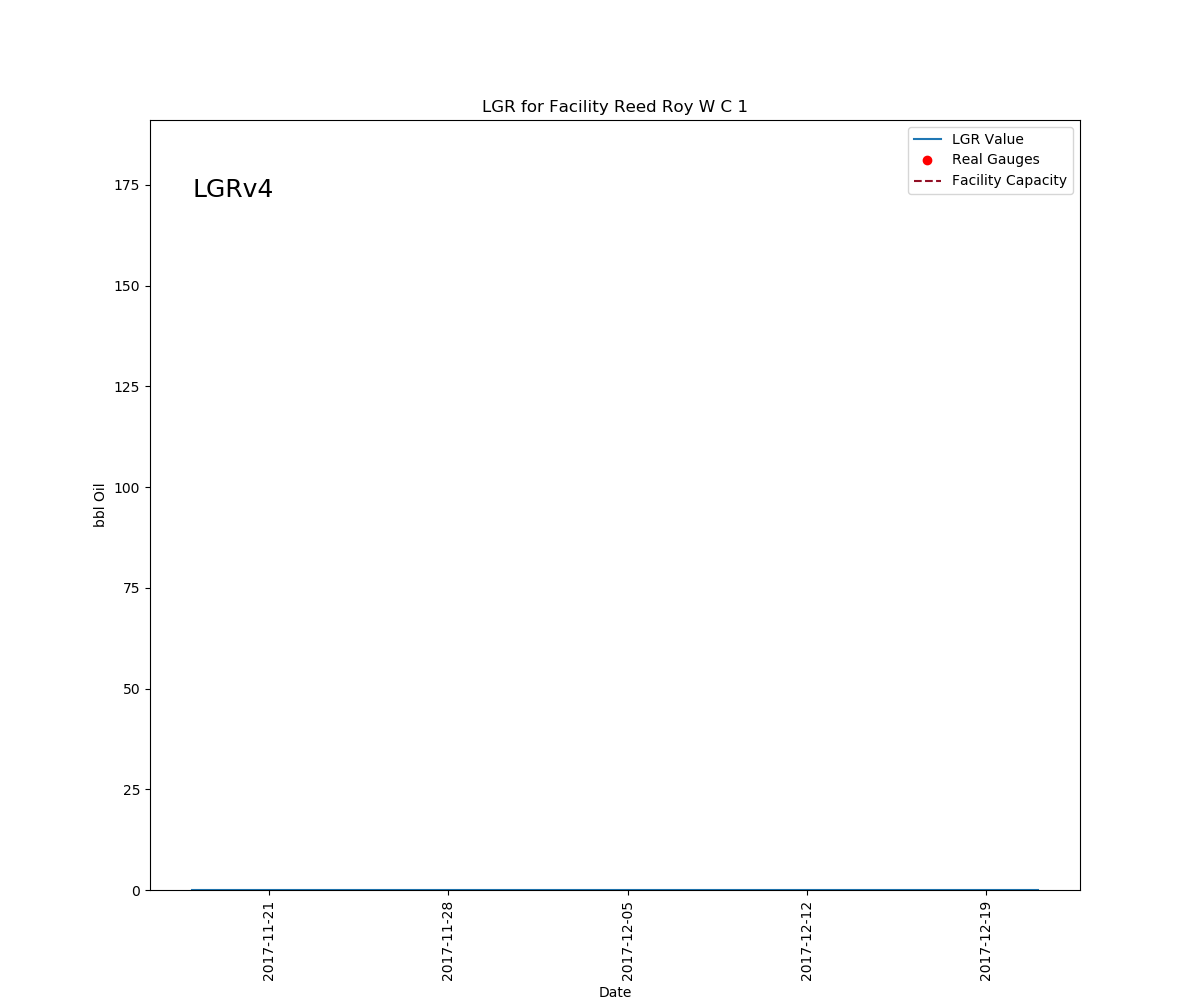 LGR for Facility Reed Roy W C 1
LGR Value
Real Gauges
Facility Capacity
LGRv4
175
150
125
100
75
50
25
0
bbl Oil
2017-11-21
2017-11-28
2017-12-05
2017-12-12
2017-12-19
Date